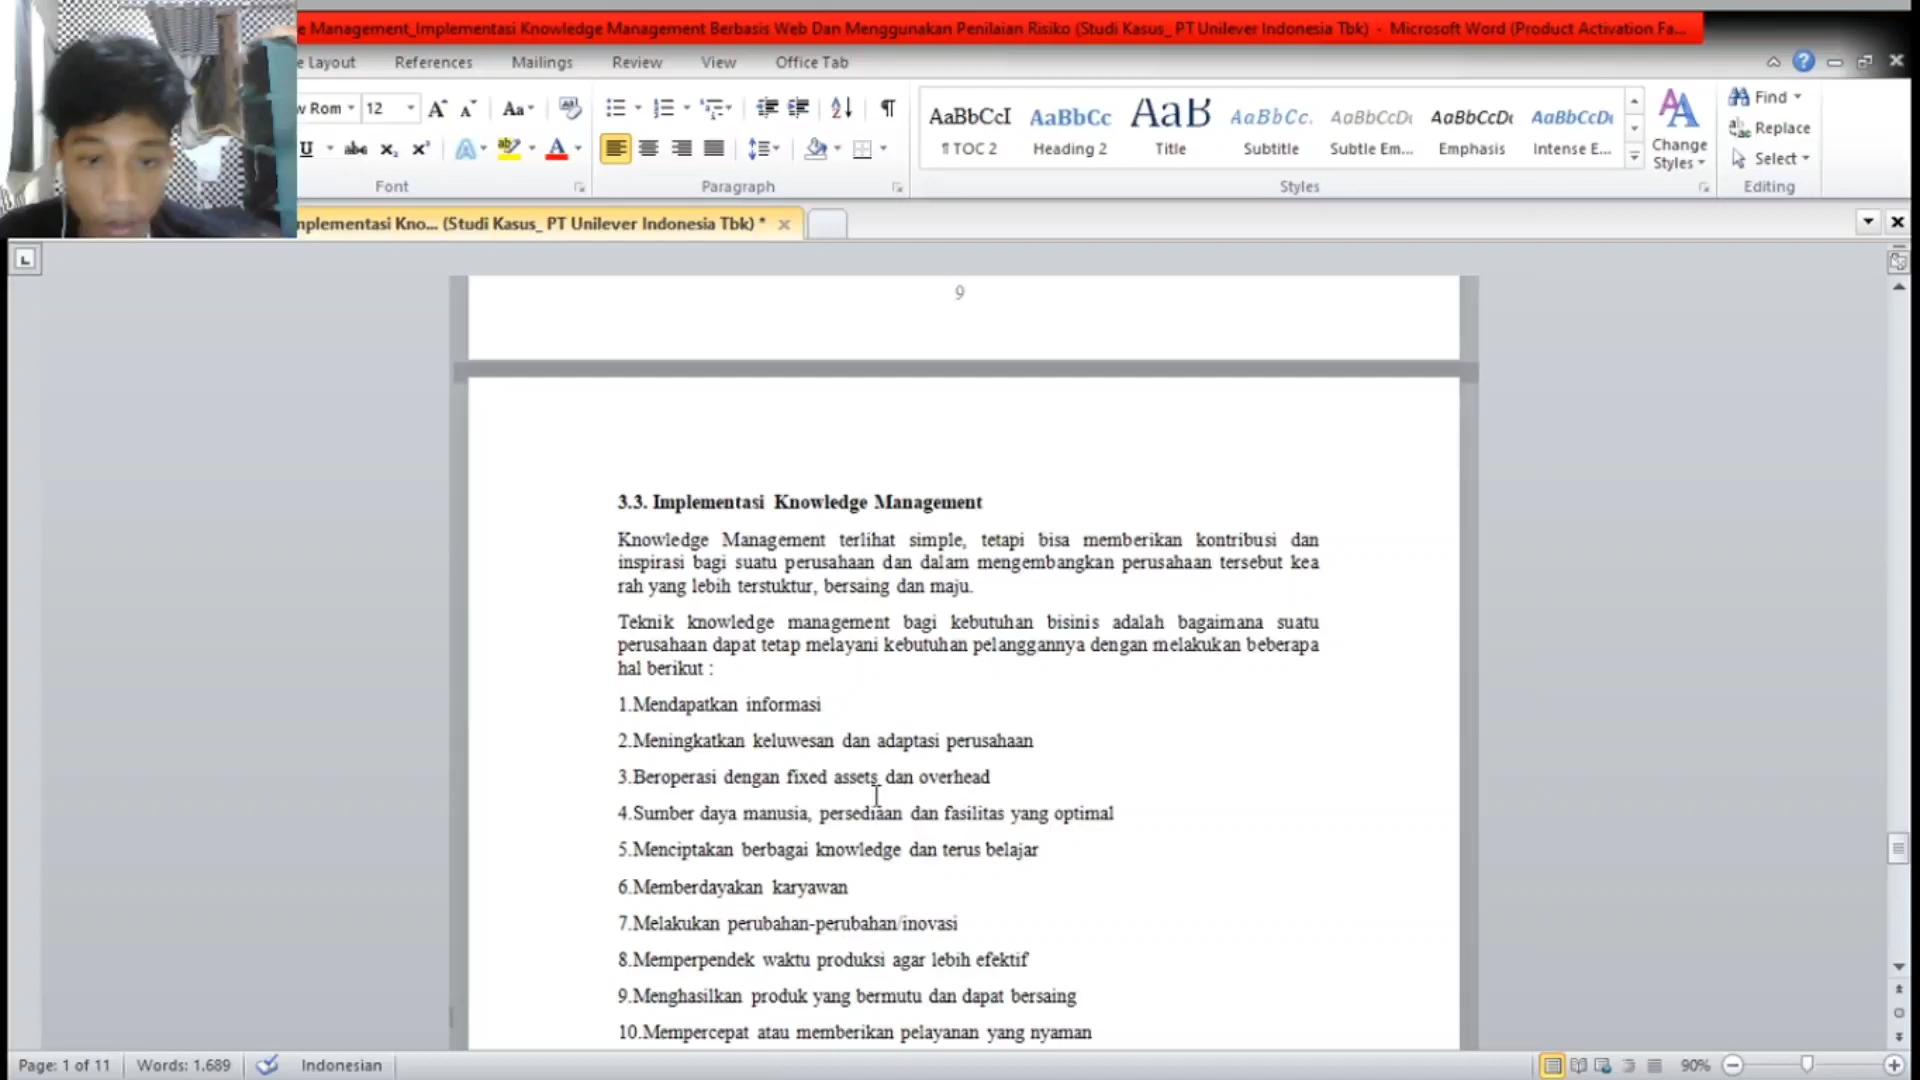 e Management_Implementasi Knowledge Management Berbasis Web Dan Menggunakan Penilaian Risiko (Studi Kasus_ PT Unilever Indonesia Tbk) - Microsoft Word (Product Activation Fa...
e Layout References Mailings Review View Office Tab
w Rom 12 Aa
AaBbCcI AaBbCc AaB AaBbCc. AaBbCcDı AaBbCcDı AaBbCcDı
¶ TOC 2 Heading 2 Title Subtitle Subtle Em... Emphasis Intense E...
Change Styles
Find
Replace
Select
Font Paragraph Styles Editing
mplementasi Kno... (Studi Kasus_ PT Unilever Indonesia Tbk) *
9
3.3. Implementasi Knowledge Management
Knowledge Management terlihat simple, tetapi bisa memberikan kontribusi dan
inspirasi bagi suatu perusahaan dan dalam mengembangkan perusahaan tersebut kea
rah yang lebih terstuktur, bersaing dan maju.
Teknik knowledge management bagi kebutuhan bisinis adalah bagaimana suatu
perusahaan dapat tetap melayani kebutuhan pelanggannya dengan melakukan beberapa
hal berikut :
1.Mendapatkan informasi
2.Meningkatkan keluwesan dan adaptasi perusahaan
3.Beroperasi dengan fixed assets dan overhead
4.Sumber daya manusia, persediaan dan fasilitas yang optimal
5.Menciptakan berbagai knowledge dan terus belajar
6.Memberdayakan karyawan
7.Melakukan perubahan-perubahan/inovasi
8.Memperpendek waktu produksi agar lebih efektif
9.Menghasilkan produk yang bermutu dan dapat bersaing
10.Mempercepat atau memberikan pelayanan yang nyaman
Page: 1 of 11 Words: 1.689 Indonesian 90%